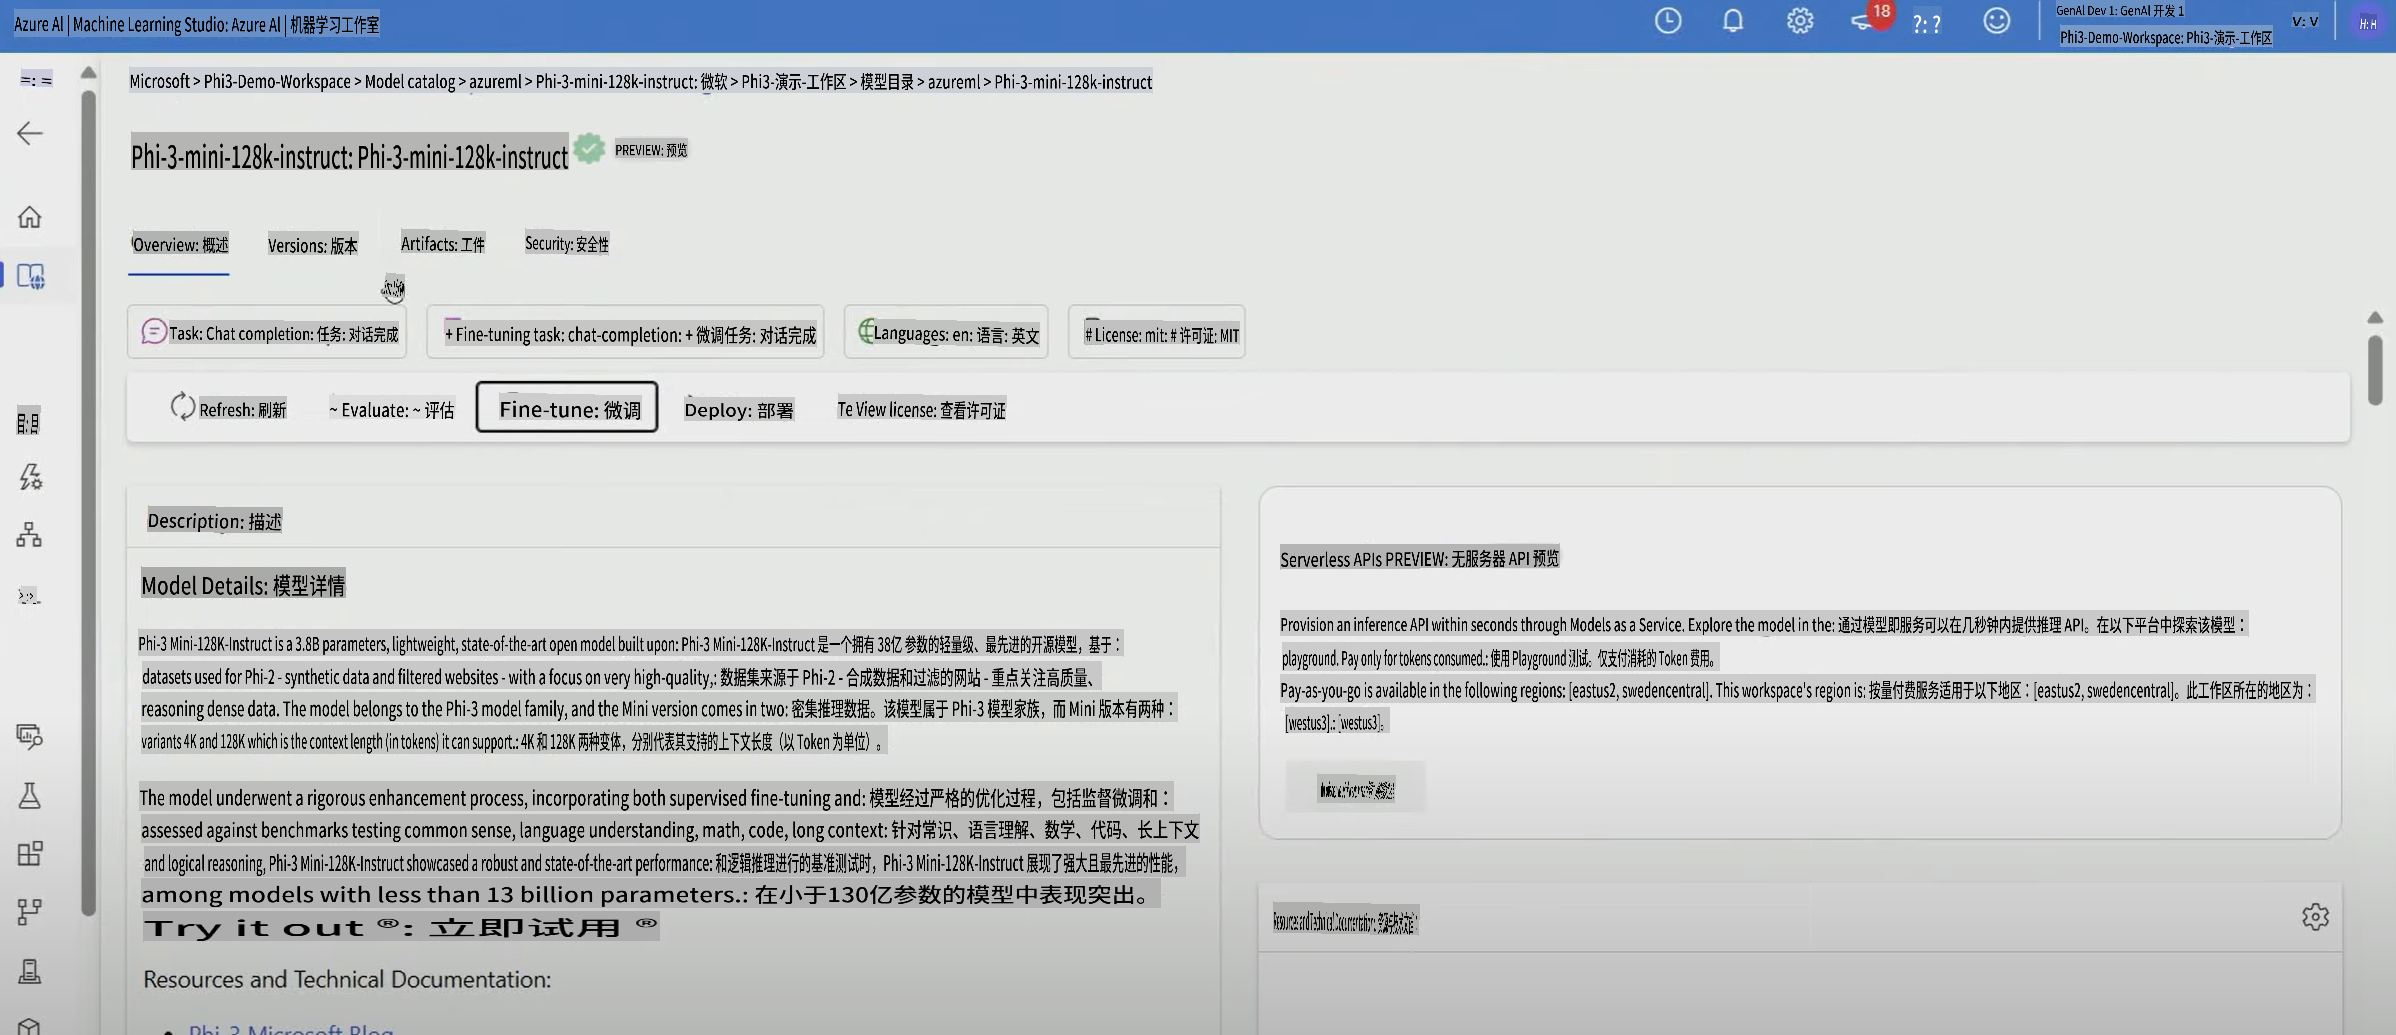 Azure AI | Machine Learning Studio: Azure AI | 机器学习工作室
18
?: ?
GenAI Dev 1: GenAI 开发 1
Phi3-Demo-Workspace: Phi3-演示-工作区
V: V
H: H
=: =
Microsoft > Phi3-Demo-Workspace > Model catalog > azureml > Phi-3-mini-128k-instruct: 微软 > Phi3-演示-工作区 > 模型目录 > azureml > Phi-3-mini-128k-instruct
Phi-3-mini-128k-instruct: Phi-3-mini-128k-instruct
PREVIEW: 预览
Overview: 概述
Versions: 版本
Artifacts: 工件
Security: 安全性
Task: Chat completion: 任务: 对话完成
+ Fine-tuning task: chat-completion: + 微调任务: 对话完成
Languages: en: 语言: 英文
# License: mit: # 许可证: MIT
Refresh: 刷新
~ Evaluate: ~ 评估
Fine-tune: 微调
Deploy: 部署
Te View license: 查看许可证
目: 目
Description: 描述
Model Details: 模型详情
Phi-3 Mini-128K-Instruct is a 3.8B parameters, lightweight, state-of-the-art open model built upon: Phi-3 Mini-128K-Instruct 是一个拥有 38亿 参数的轻量级、最先进的开源模型，基于：
datasets used for Phi-2 - synthetic data and filtered websites - with a focus on very high-quality,: 数据集来源于 Phi-2 - 合成数据和过滤的网站 - 重点关注高质量、
reasoning dense data. The model belongs to the Phi-3 model family, and the Mini version comes in two: 密集推理数据。该模型属于 Phi-3 模型家族，而 Mini 版本有两种：
variants 4K and 128K which is the context length (in tokens) it can support.: 4K 和 128K 两种变体，分别代表其支持的上下文长度（以 Token 为单位）。
The model underwent a rigorous enhancement process, incorporating both supervised fine-tuning and: 模型经过严格的优化过程，包括监督微调和：
assessed against benchmarks testing common sense, language understanding, math, code, long context: 针对常识、语言理解、数学、代码、长上下文
and logical reasoning, Phi-3 Mini-128K-Instruct showcased a robust and state-of-the-art performance: 和逻辑推理进行的基准测试时，Phi-3 Mini-128K-Instruct 展现了强大且最先进的性能，
among models with less than 13 billion parameters.: 在小于130亿参数的模型中表现突出。
Try it out ®: 立即试用 ®
Resources and Technical Documentation:
Phi-3 Microsoft Blog
Serverless APIs PREVIEW: 无服务器 API 预览
Provision an inference API within seconds through Models as a Service. Explore the model in the: 通过模型即服务可以在几秒钟内提供推理 API。在以下平台中探索该模型：
playground. Pay only for tokens consumed.: 使用 Playground 测试。仅支付消耗的 Token 费用。
Pay-as-you-go is available in the following regions: [eastus2, swedencentral]. This workspace's region is: 按量付费服务适用于以下地区：[eastus2, swedencentral]。此工作区所在的地区为：
[westus3].: [westus3]。
Resources and Technical Documentation: 资源与技术文档：